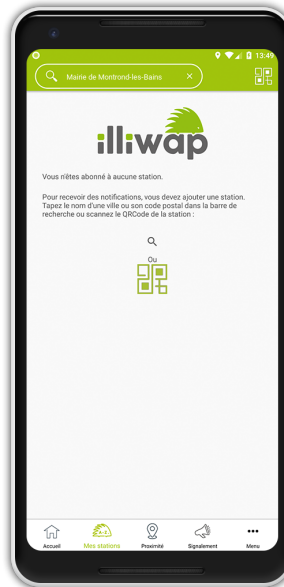 13:49
Mairie de Montrond-les-Bains
illiwap
Vous n'êtes abonné à aucune station.
Pour recevoir des notifications, vous devez ajouter une station.
Tapez le nom d'une ville ou son code postal dans la barre de
recherche ou scannez le QRCode de la station :
Ou
A-Z
Accueil Mes stations Proximité Signalement Menu